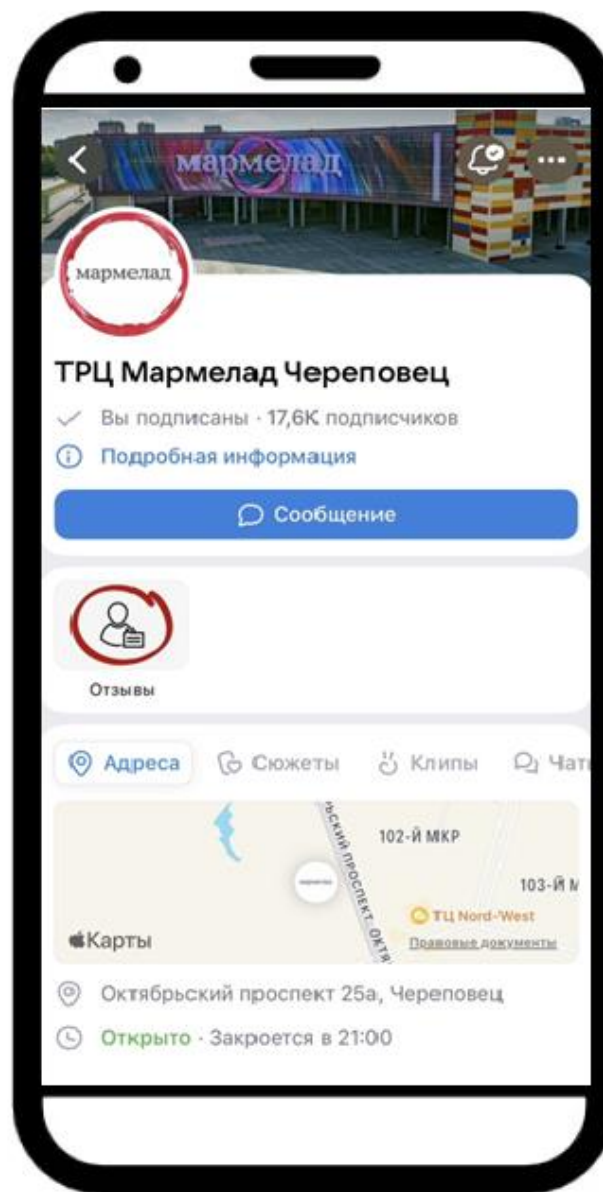 мармелад
мармелад
ТРЦ Мармелад Череповец
Вы подписаны · 17,6K подписчиков
Подробная информация
Сообщение
Отзывы
Адреса Сюжеты Клипы Чат
102-Й МКР
103-Й М
ТЦ Nord-West
Карты
Правовые документы
Октябрьский проспект 25а, Череповец
Открыто · Закроется в 21:00